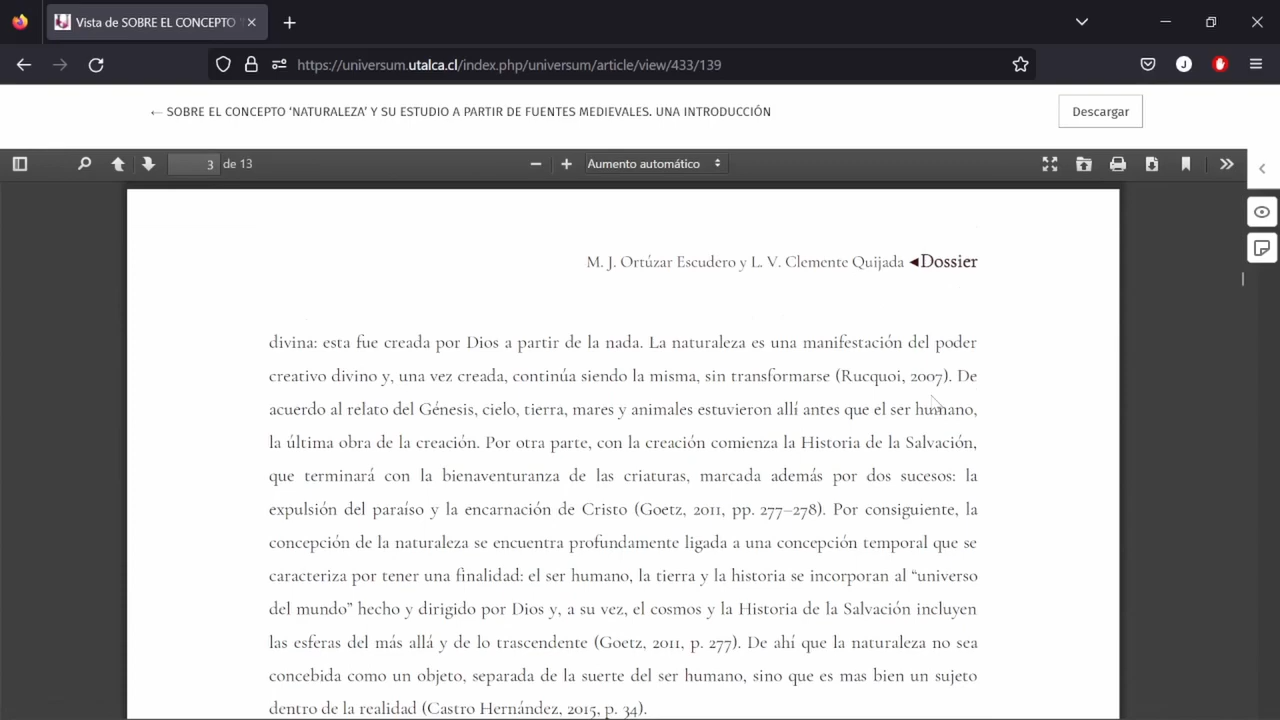 Vista de SOBRE EL CONCEPTO
https://universum.utalca.cl/index.php/universum/article/view/433/139
← SOBRE EL CONCEPTO ‘NATURALEZA’ Y SU ESTUDIO A PARTIR DE FUENTES MEDIEVALES. UNA INTRODUCCIÓN
Descargar
3 de 13
Aumento automático
M. J. Ortúzar Escudero y L. V. Clemente Quijada ◄Dossier
divina: esta fue creada por Dios a partir de la nada. La naturaleza es una manifestación del poder
creativo divino y, una vez creada, continúa siendo la misma, sin transformarse (Rucquoi, 2007). De
acuerdo al relato del Génesis, cielo, tierra, mares y animales estuvieron allí antes que el ser humano,
la última obra de la creación. Por otra parte, con la creación comienza la Historia de la Salvación,
que terminará con la bienaventuranza de las criaturas, marcada además por dos sucesos: la
expulsión del paraíso y la encarnación de Cristo (Goetz, 2011, pp. 277–278). Por consiguiente, la
concepción de la naturaleza se encuentra profundamente ligada a una concepción temporal que se
caracteriza por tener una finalidad: el ser humano, la tierra y la historia se incorporan al “universo
del mundo” hecho y dirigido por Dios y, a su vez, el cosmos y la Historia de la Salvación incluyen
las esferas del más allá y de lo trascendente (Goetz, 2011, p. 277). De ahí que la naturaleza no sea
concebida como un objeto, separada de la suerte del ser humano, sino que es mas bien un sujeto
dentro de la realidad (Castro Hernández, 2015, p. 34).